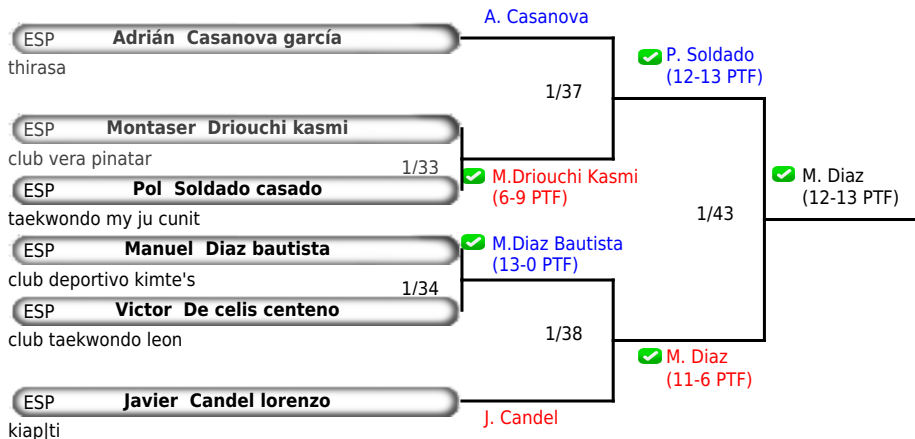 A. Casanova
ESP Adrián Casanova garcía
thirasa
P. Soldado
(12-13 PTF)
1/37
ESP Montaser Driouchi kasmi
club vera pinatar
1/33
M.Driouchi Kasmi
(6-9 PTF)
ESP Pol Soldado casado
taekwondo my ju cunit
M. Diaz
(12-13 PTF)
1/43
ESP Manuel Diaz bautista
club deportivo kimte's
M.Diaz Bautista
(13-0 PTF)
1/34
ESP Victor De celis centeno
club taekwondo leon
1/38
M. Diaz
(11-6 PTF)
ESP Javier Candel lorenzo
kiap|ti
J. Candel